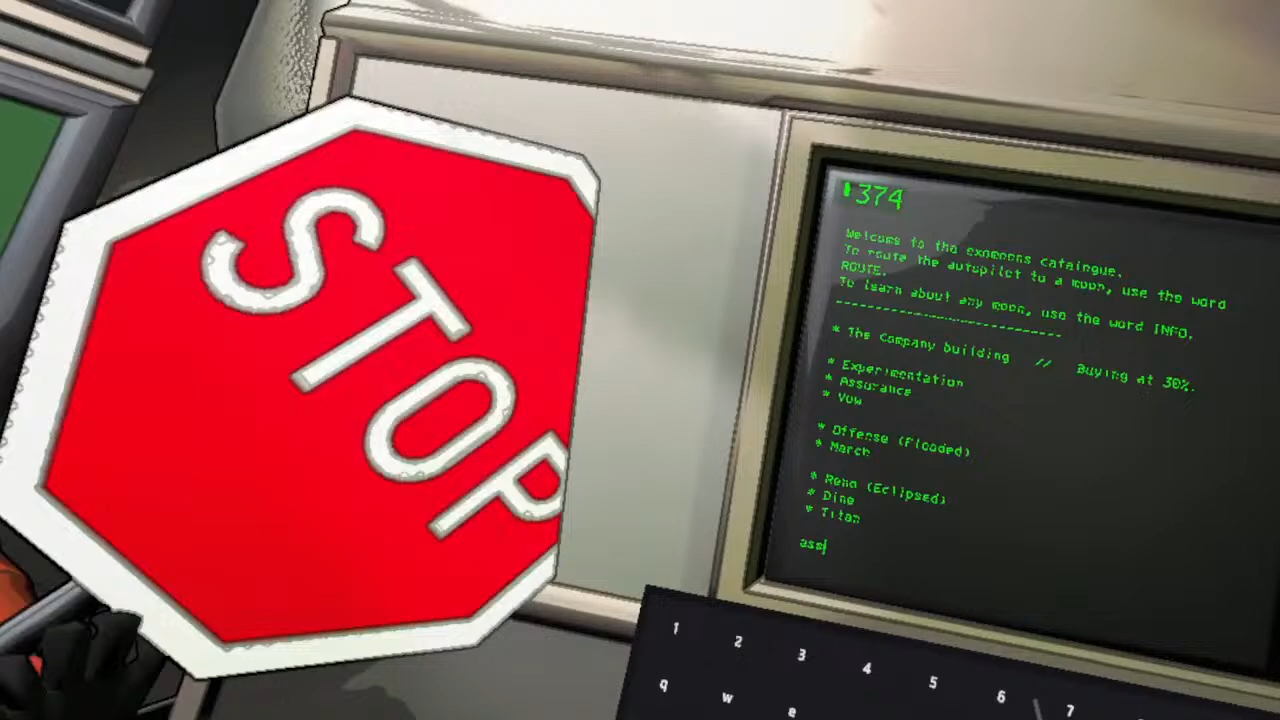 STOP
374
Welcome to the exomoons catalogue.
To route the autopilot to a moon, use the word
ROUTE.
To learn about any moon, use the word INFO.
----------------------------
* The Company building // Buying at 30%.
* Experimentation
* Assurance
* Vow
* Offense (Flooded)
* March
* Rend (Eclipsed)
* Dine
* Titan
ass
1 2 3 4 5 6 7
q w e